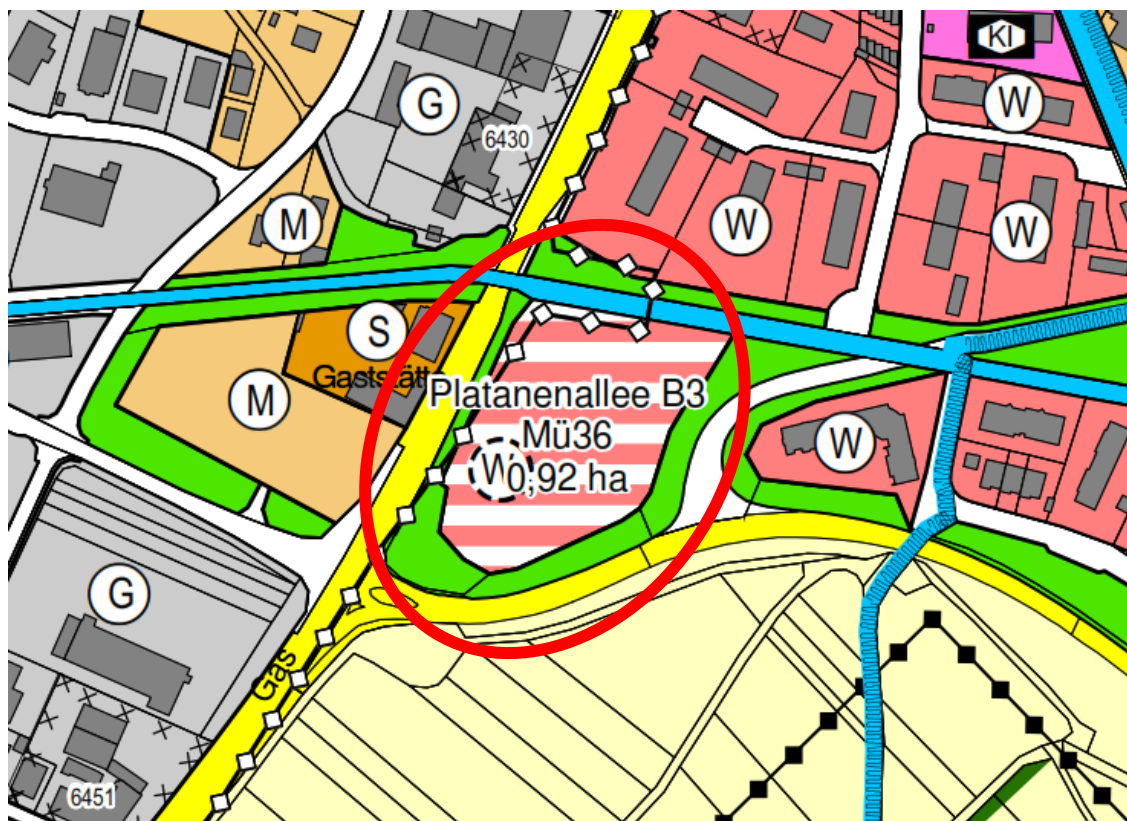 KI
G
W
6430
M
W
W
S
Gaststätt
Platanenallee B3
M
Mü36
W
W
0,92 ha
G
Gas
6451